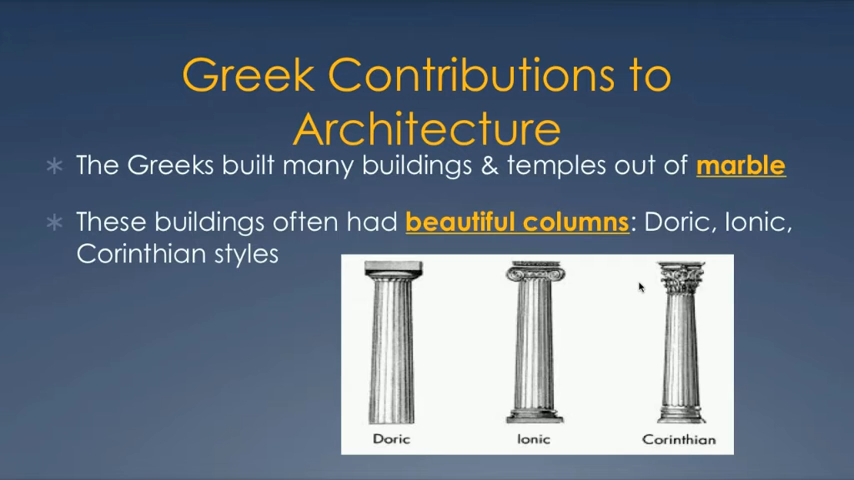 Greek Contributions to
Architecture
The Greeks built many buildings & temples out of marble
These buildings often had beautiful columns: Doric, Ionic,
Corinthian styles
Doric Ionic Corinthian